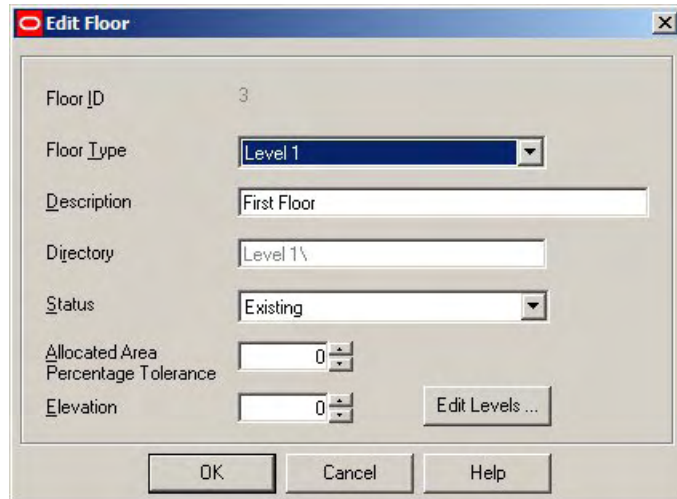 Edit Floor
Floor ID 3
Floor Type Level 1
Description First Floor
Directory Level 1\
Status Existing
Allocated Area
Percentage Tolerance 0
Elevation 0 Edit Levels ...
OK Cancel Help